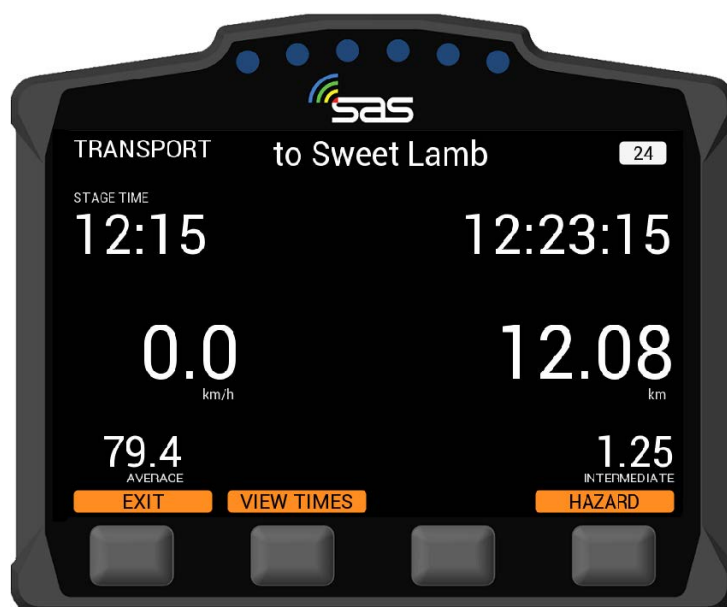 sas
TRANSPORT to Sweet Lamb 24
STAGE TIME
12:15 12:23:15
0.0 12.08
km/h km
79.4 1.25
AVERAGE INTERMEDIATE
EXIT VIEW TIMES HAZARD